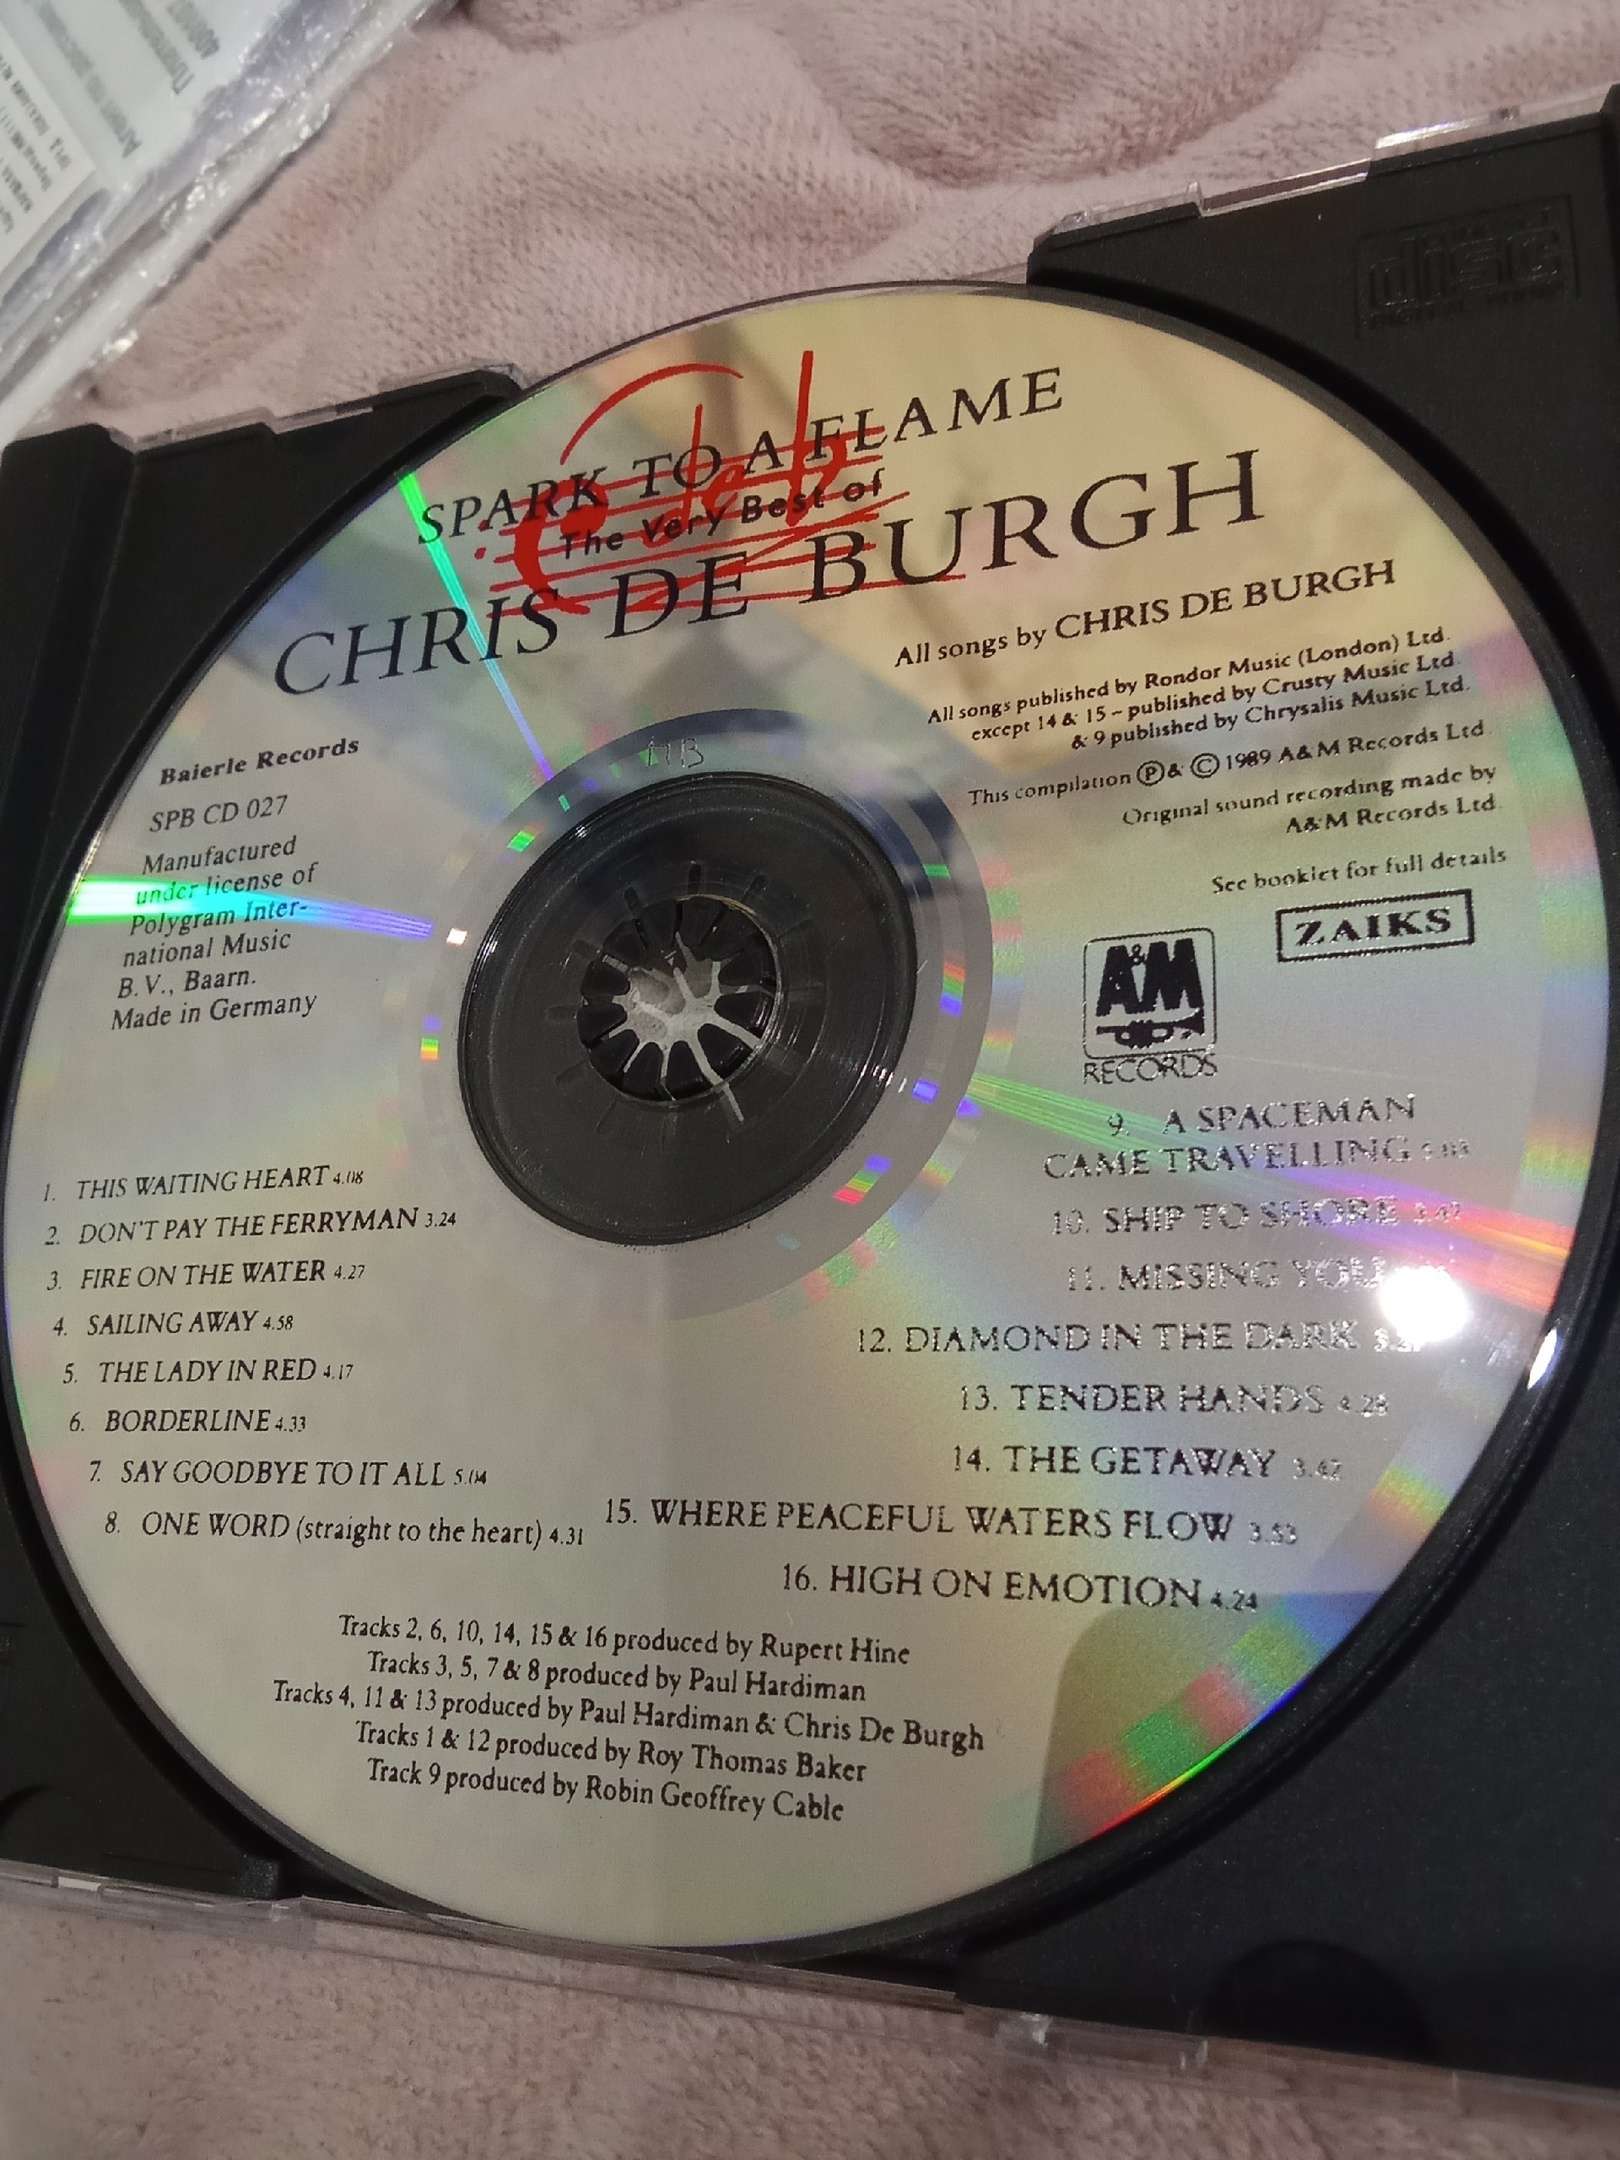 SPARK TO A FLAME
The Very Best of
CHRIS DE BURGH
All songs by CHRIS DE BURGH
All songs published by Rondor Music (London) Ltd.
except 14 & 15 – published by Crusty Music Ltd.
& 9 published by Chrysalis Music Ltd.
This compilation Ⓟ & © 1989 A&M Records Ltd.
Original sound recording made by
A&M Records Ltd.
See booklet for full details
ZAIKS
A&M
RECORDS
Baierle Records
SPB CD 027
Manufactured
under license of
Polygram Inter-
national Music
B.V., Baarn.
Made in Germany
1. THIS WAITING HEART 4.08
2. DON'T PAY THE FERRYMAN 3.24
3. FIRE ON THE WATER 4.27
4. SAILING AWAY 4.58
5. THE LADY IN RED 4.17
6. BORDERLINE 4.33
7. SAY GOODBYE TO IT ALL 5.04
8. ONE WORD (straight to the heart) 4.31
9. A SPACEMAN
CAME TRAVELLING
10. SHIP TO SHORE
11. MISSING YOU
12. DIAMOND IN THE DARK
13. TENDER HANDS 4.28
14. THE GETAWAY 3.42
15. WHERE PEACEFUL WATERS FLOW 3.53
16. HIGH ON EMOTION 4.24
Tracks 2, 6, 10, 14, 15 & 16 produced by Rupert Hine
Tracks 3, 5, 7 & 8 produced by Paul Hardiman
Tracks 4, 11 & 13 produced by Paul Hardiman & Chris De Burgh
Tracks 1 & 12 produced by Roy Thomas Baker
Track 9 produced by Robin Geoffrey Cable
disc